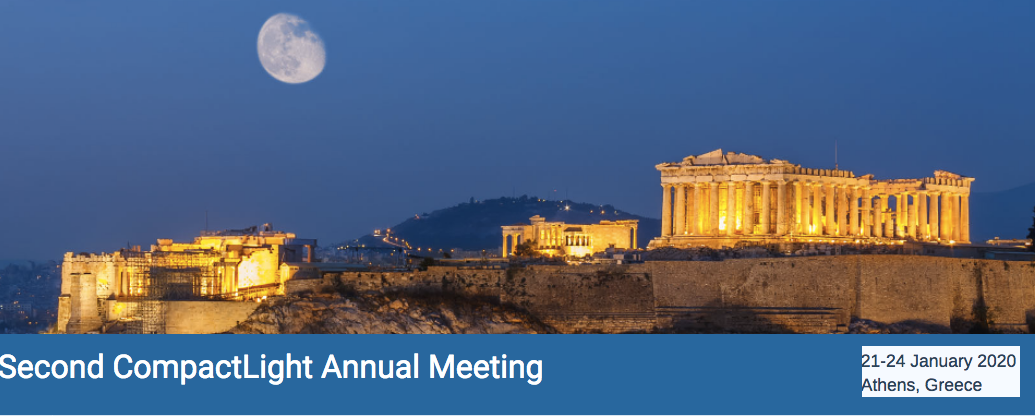 Second CompactLight Annual Meeting
21-24 January 2020
Athens, Greece